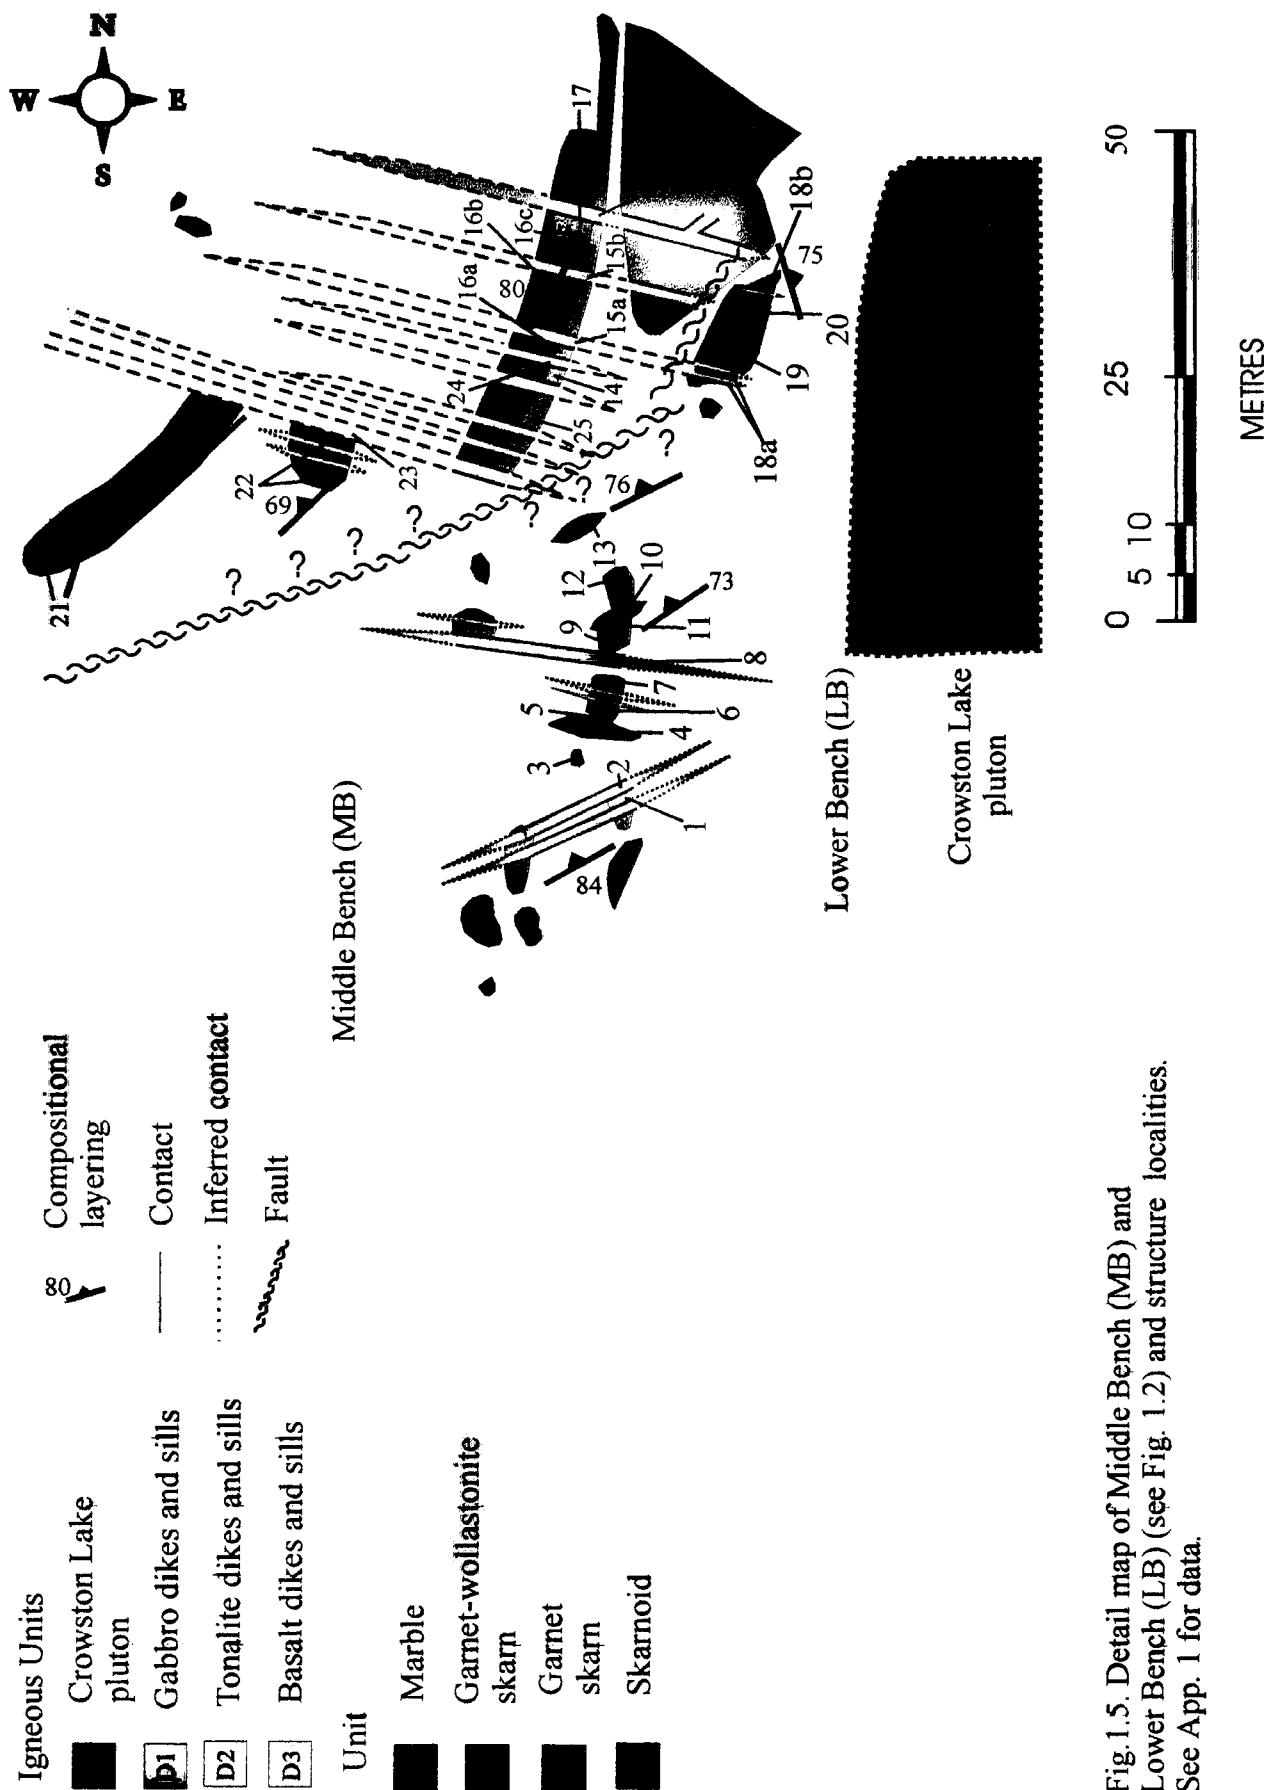 N
W
E
S
Igneous Units
Crowston Lake
pluton
D1 Gabbro dikes and sills
D2 Tonalite dikes and sills
D3 Basalt dikes and sills
Unit
Marble
Garnet-wollastonite
skarn
Garnet
skarn
Skarnoid
80 Compositional
layering
Contact
Inferred contact
Fault
Middle Bench (MB)
Lower Bench (LB)
Crowston Lake
pluton
21
22
69
23
?
?
?
?
?
?
?
24
25
14
16a
16b
16c
80
15a
15b
17
18a
18b
75
19
20
76
13
12
10
73
9
11
8
7
6
5
4
3
2
1
84
0 5 10 25 50
METRES
Fig.1.5. Detail map of Middle Bench (MB) and
Lower Bench (LB) (see Fig. 1.2) and structure localities.
See App. 1 for data.